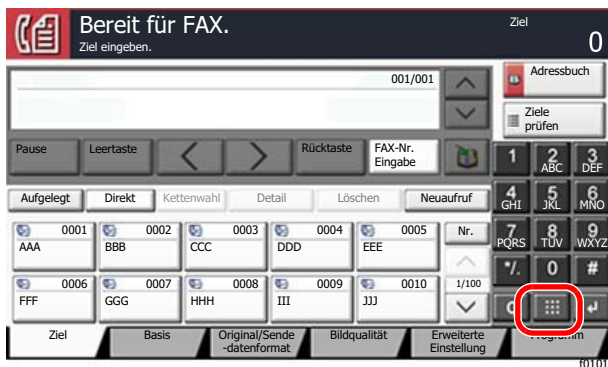 Bereit für FAX.
Ziel eingeben.
Ziel
0
001/001
Adressbuch
Ziele
prüfen
Pause
Leertaste
Rücktaste
FAX-Nr.
Eingabe
1
2
ABC
3
DEF
Aufgelegt
Direkt
Kettenwahl
Detail
Löschen
Neuaufruf
4
GHI
5
JKL
6
MNO
0001
AAA
0002
BBB
0003
CCC
0004
DDD
0005
EEE
Nr.
7
PQRS
8
TUV
9
WXYZ
*/.
0
#
0006
FFF
0007
GGG
0008
HHH
0009
III
0010
JJJ
1/100
C
Ziel
Basis
Original/Sende
-datenformat
Bildqualität
Erweiterte
Einstellung
Programm
f0101